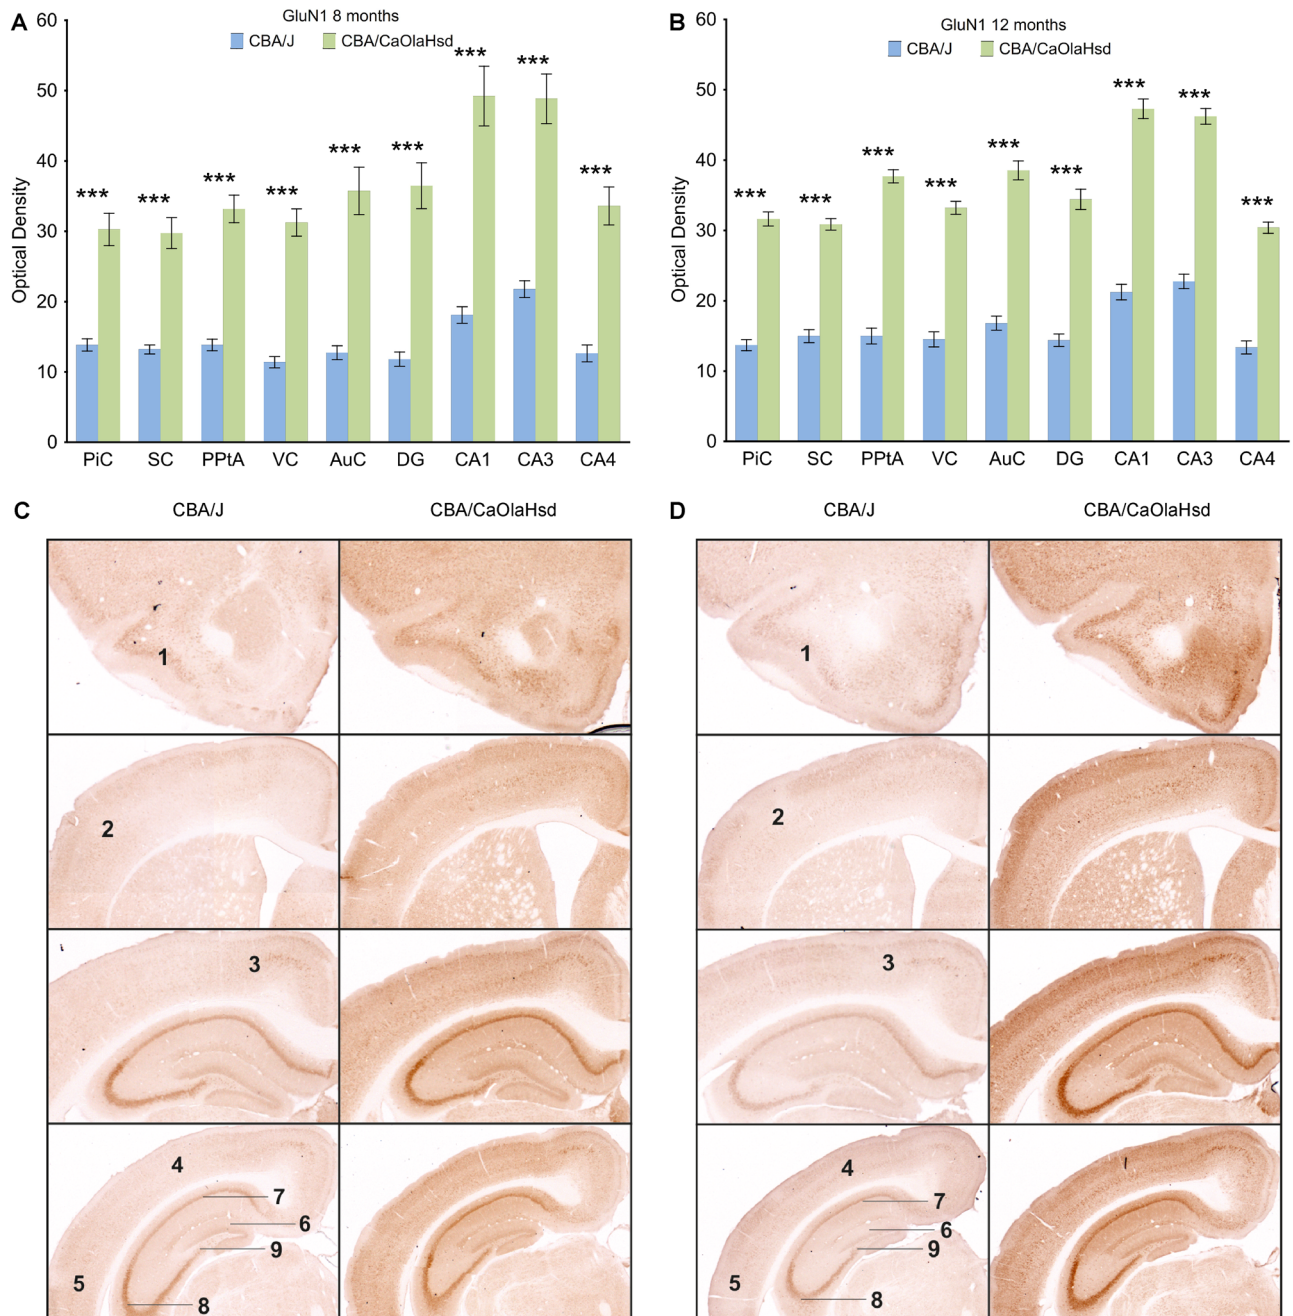 A
GluN1 8 months
CBA/J CBA/CaOlaHsd
Optical Density
60
50
40
30
20
10
0
*** *** *** *** *** *** *** *** ***
PiC SC PPtA VC AuC DG CA1 CA3 CA4
B
GluN1 12 months
CBA/J CBA/CaOlaHsd
Optical Density
60
50
40
30
20
10
0
*** *** *** *** *** *** *** *** ***
PiC SC PPtA VC AuC DG CA1 CA3 CA4
C CBA/J CBA/CaOlaHsd
1
2
3
4
7
6
9
5
8
D CBA/J CBA/CaOlaHsd
1
2
3
4
7
6
9
5
8